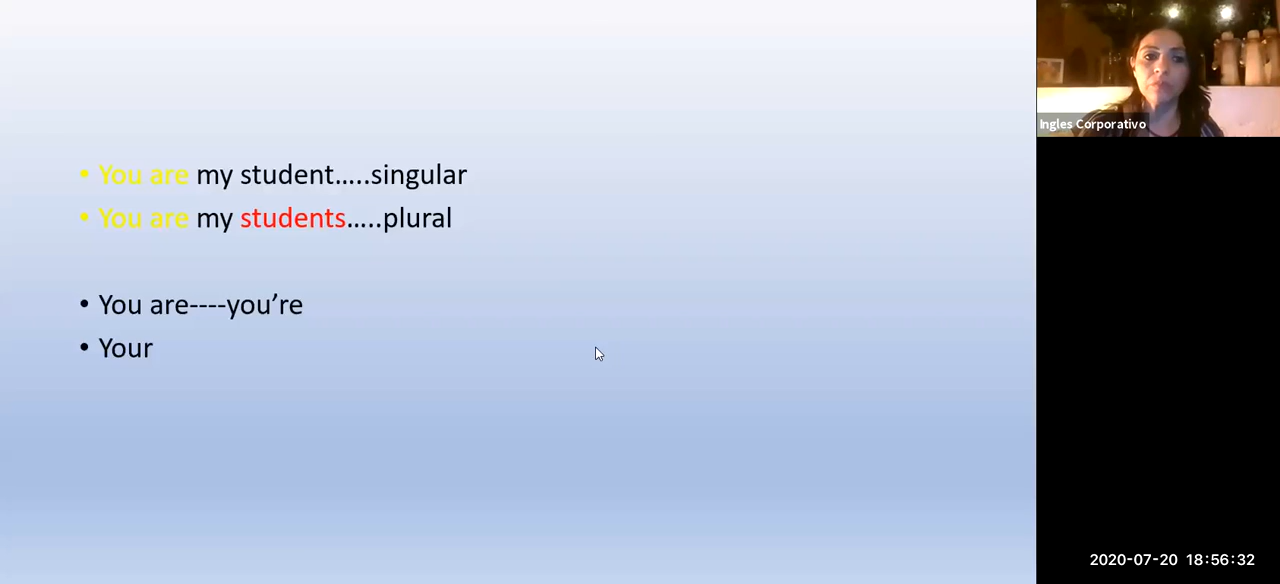 • You are my student…..singular
• You are my students…..plural
• You are----you’re
• Your
Ingles Corporativo
2020-07-20 18:56:32